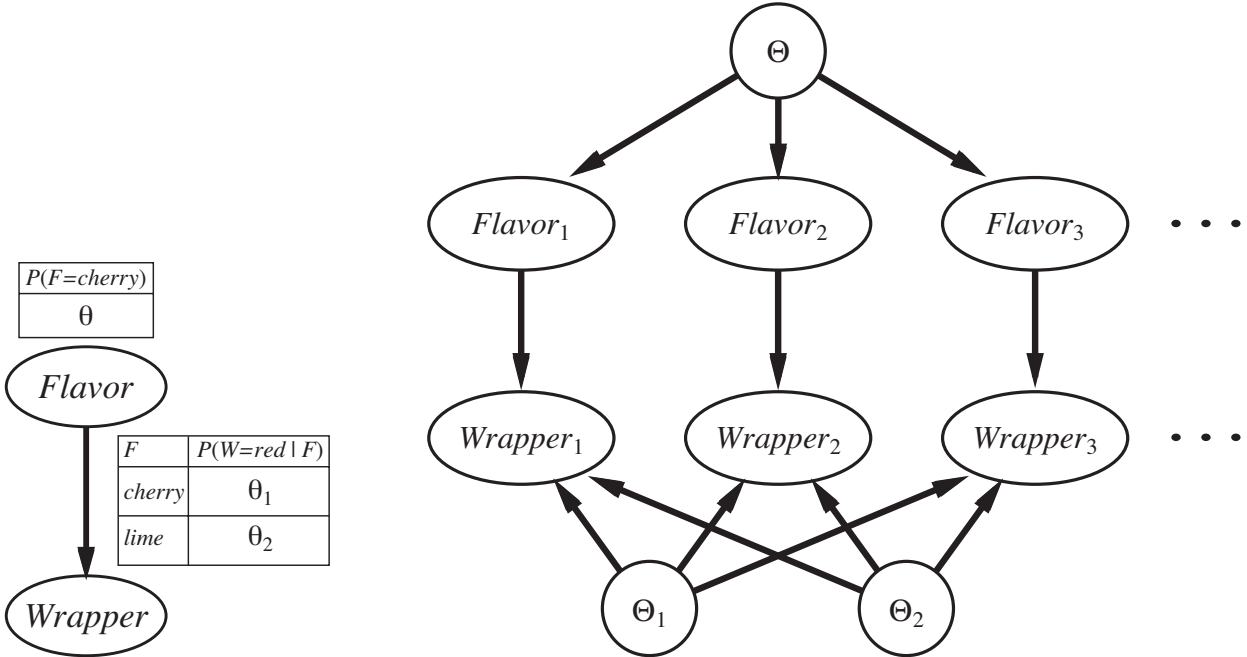 Θ
Flavor₁ Flavor₂ Flavor₃ . . .
P(F=cherry)
θ
Flavor
F P(W=red | F)
cherry θ₁
lime θ₂
Wrapper
Wrapper₁ Wrapper₂ Wrapper₃ . . .
Θ₁ Θ₂